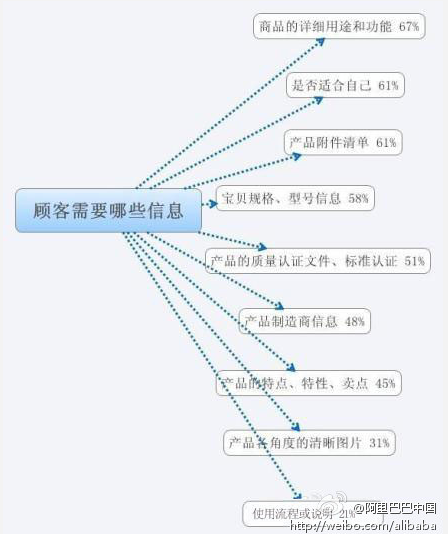 商品的详细用途和功能 67%
是否适合自己 61%
产品附件清单 61%
顾客需要哪些信息
宝贝规格、型号信息 58%
产品的质量认证文件、标准认证 51%
产品制造商信息 48%
产品的特点、特性、卖点 45%
产品各角度的清晰图片 31%
使用流程或说明 21%
@阿里巴巴中国
http://weibo.com/alibaba